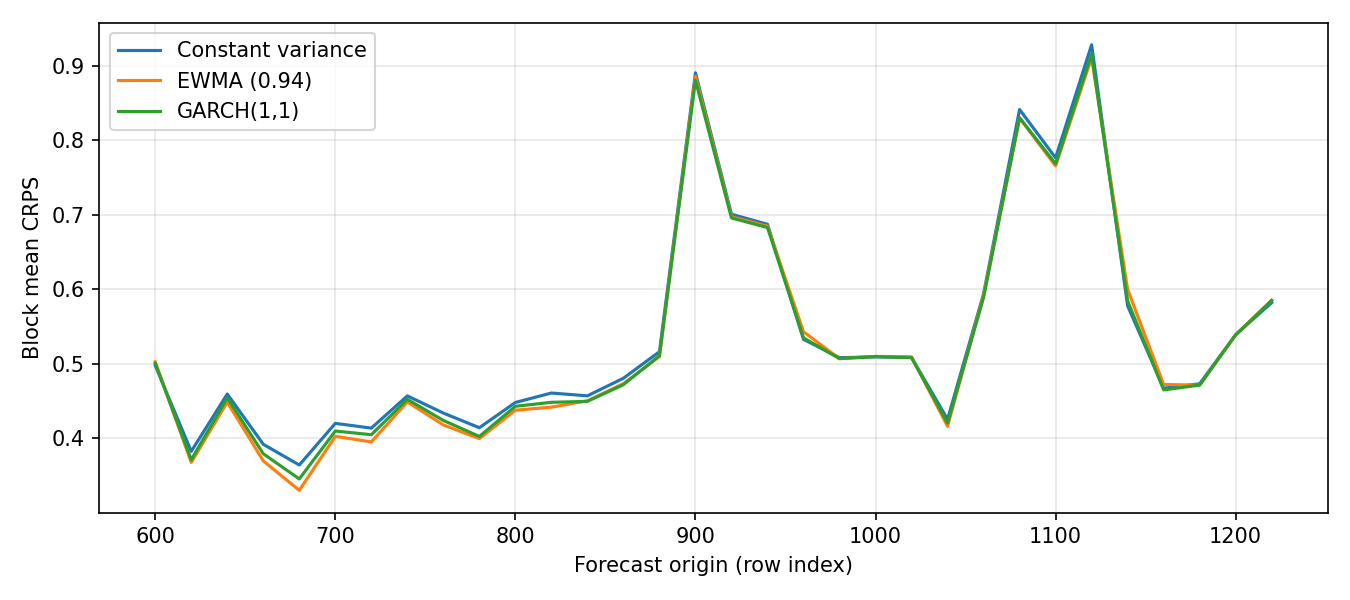 Constant variance
EWMA (0.94)
GARCH(1,1)
Block mean CRPS
0.9
0.8
0.7
0.6
0.5
0.4
600 700 800 900 1000 1100 1200
Forecast origin (row index)